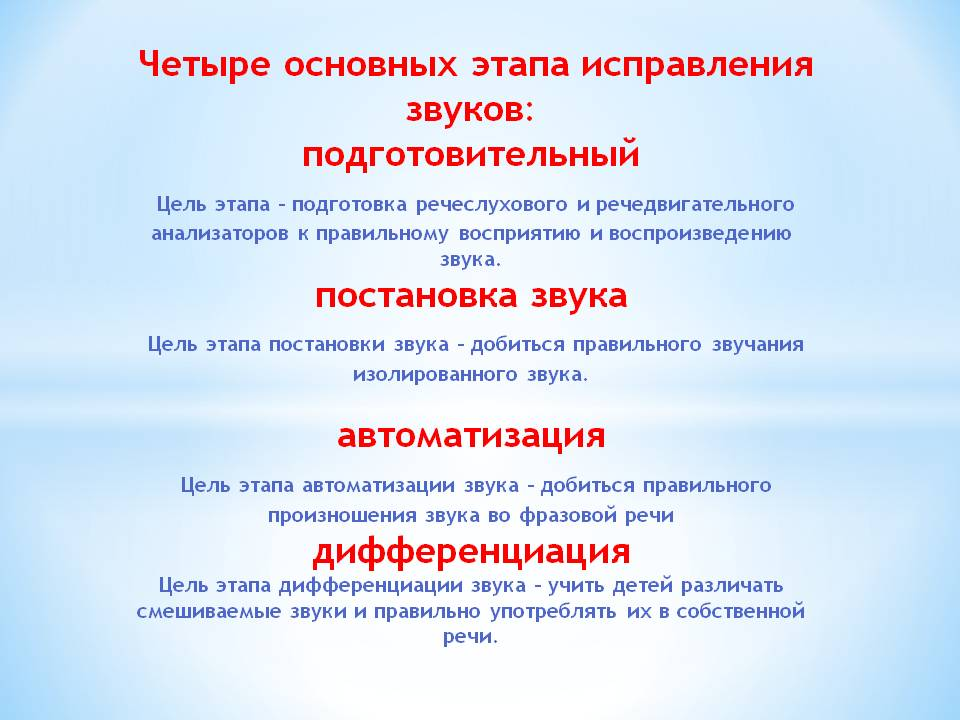 Четыре основных этапа исправления
звуков:
подготовительный
Цель этапа – подготовка речеслухового и речедвигательного
анализаторов к правильному восприятию и воспроизведению
звука.
постановка звука
Цель этапа постановки звука – добиться правильного звучания
изолированного звука.
автоматизация
Цель этапа автоматизации звука – добиться правильного
произношения звука во фразовой речи
дифференциация
Цель этапа дифференциации звука – учить детей различать
смешиваемые звуки и правильно употреблять их в собственной
речи.